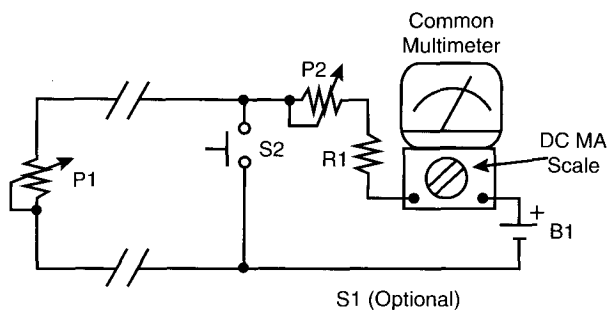 Common
Multimeter
P2
S2
R1
DC MA
Scale
P1
+
B1
S1 (Optional)